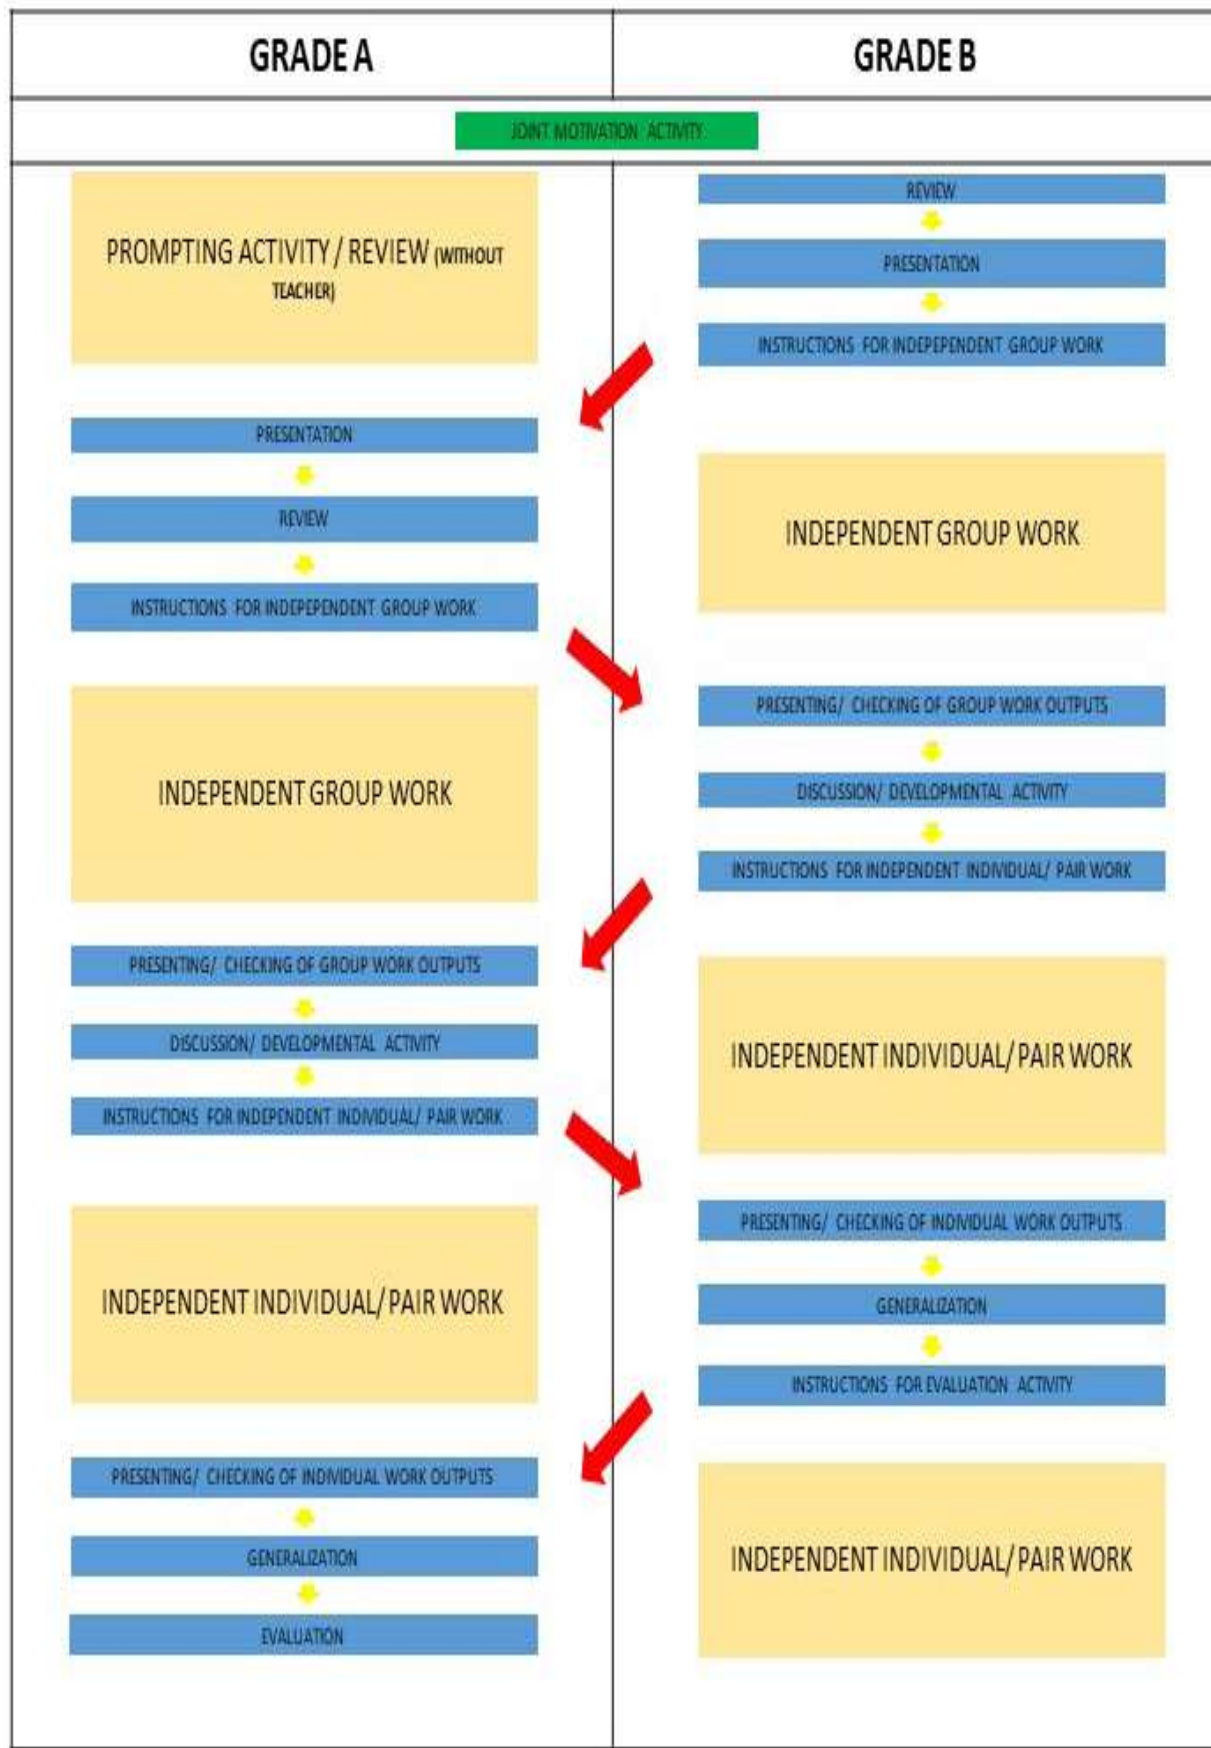 GRADE A
GRADE B
JOINT MOTIVATION ACTIVITY
PROMPTING ACTIVITY / REVIEW (WITHOUT
TEACHER)
PRESENTATION
REVIEW
INSTRUCTIONS FOR INDEPEPENDENT GROUP WORK
INDEPENDENT GROUP WORK
PRESENTING/ CHECKING OF GROUP WORK OUTPUTS
DISCUSSION/ DEVELOPMENTAL ACTIVITY
INSTRUCTIONS FOR INDEPENDENT INDIVIDUAL/ PAIR WORK
INDEPENDENT INDIVIDUAL/ PAIR WORK
PRESENTING/ CHECKING OF INDIVIDUAL WORK OUTPUTS
GENERALIZATION
EVALUATION
REVIEW
PRESENTATION
INSTRUCTIONS FOR INDEPEPENDENT GROUP WORK
INDEPENDENT GROUP WORK
PRESENTING/ CHECKING OF GROUP WORK OUTPUTS
DISCUSSION/ DEVELOPMENTAL ACTIVITY
INSTRUCTIONS FOR INDEPENDENT INDIVIDUAL/ PAIR WORK
INDEPENDENT INDIVIDUAL/ PAIR WORK
PRESENTING/ CHECKING OF INDIVIDUAL WORK OUTPUTS
GENERALIZATION
INSTRUCTIONS FOR EVALUATION ACTIVITY
INDEPENDENT INDIVIDUAL/ PAIR WORK